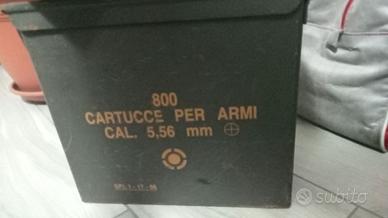 800
CARTUCCE PER ARMI
CAL. 5,56 mm
subito